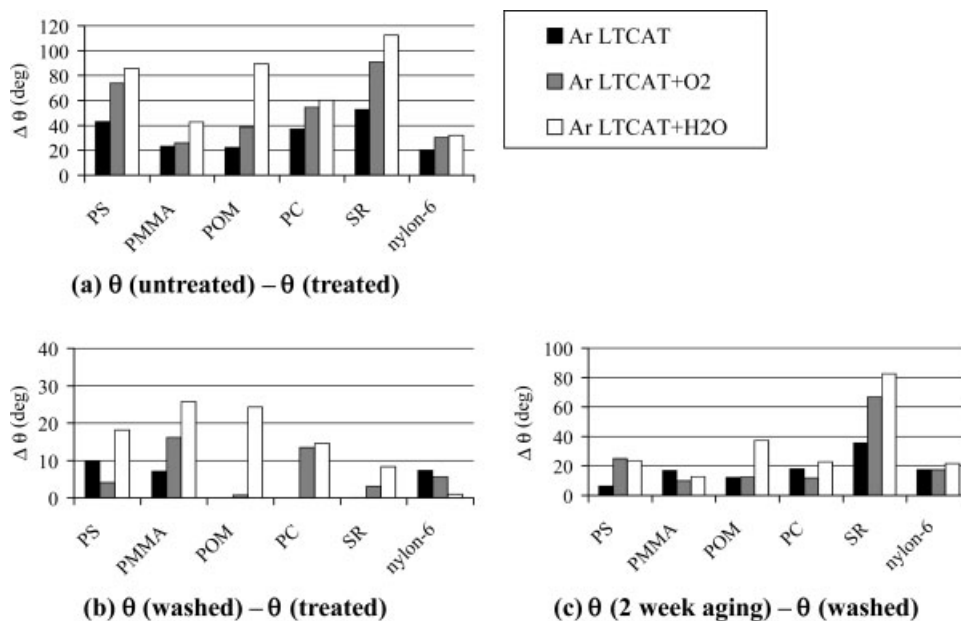 120
100
80
60
40
20
0
Δ θ (deg)
PS
PMMA
POM
PC
SR
nylon-6
(a) θ (untreated) – θ (treated)
Ar LTCAT
Ar LTCAT+O2
Ar LTCAT+H2O
40
30
20
10
0
Δ θ (deg)
PS
PMMA
POM
PC
SR
nylon-6
(b) θ (washed) – θ (treated)
100
80
60
40
20
0
Δ θ (deg)
PS
PMMA
POM
PC
SR
nylon-6
(c) θ (2 week aging) – θ (washed)